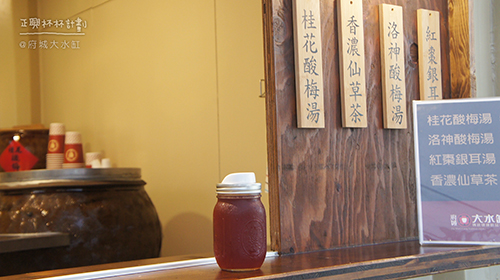 正興杯杯計劃
@府城大水缸
桂花酸梅湯
香濃仙草茶
洛神酸梅湯
紅棗銀耳
桂花酸梅湯
洛神酸梅湯
紅棗銀耳湯
香濃仙草茶
府城
大水缸